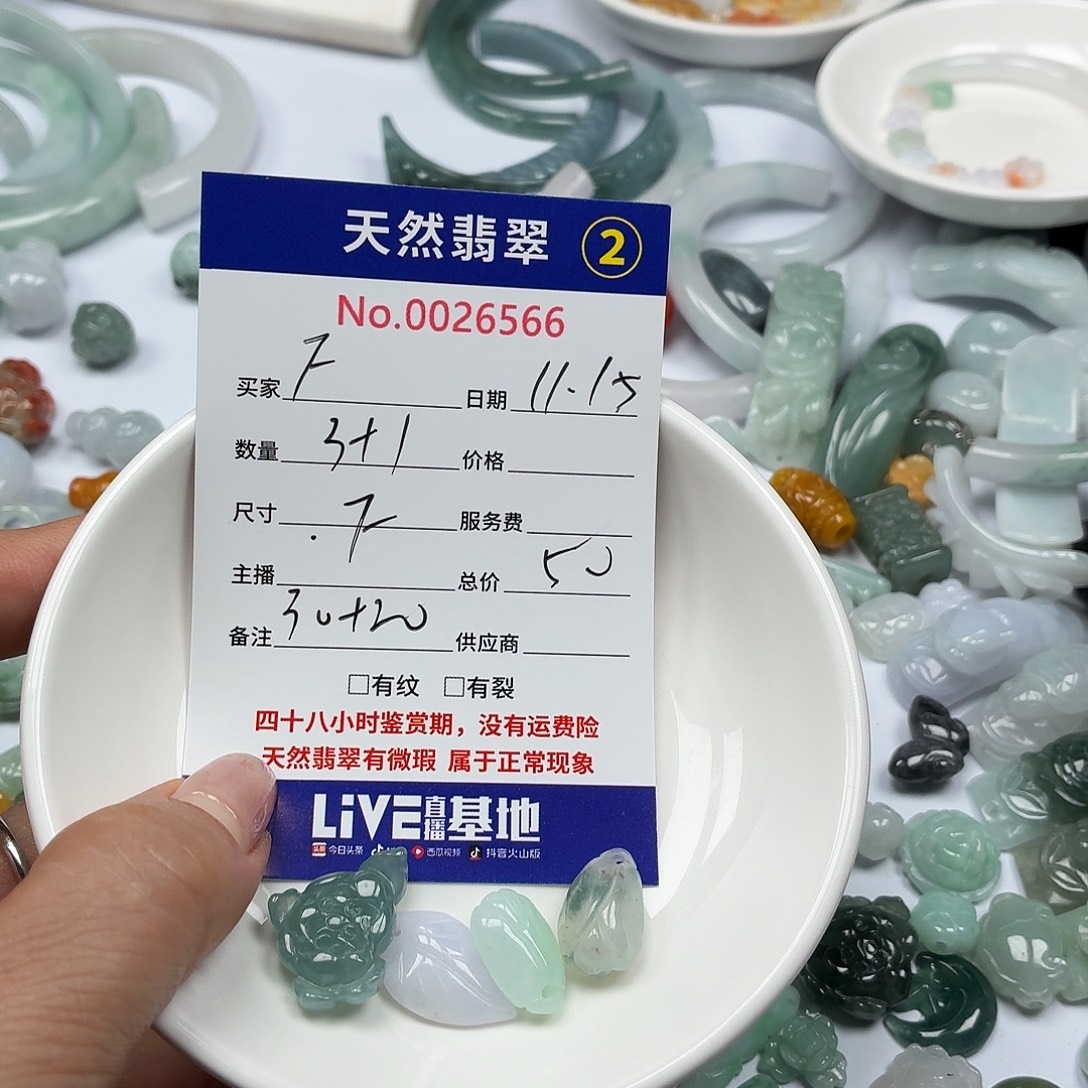 天然翡翠 2
No.0026566
买家 7 日期 11.15
数量 3+1 价格
尺寸 .7 服务费
主播 总价 50
备注 30+20 供应商
□有纹 □有裂
四十八小时鉴赏期，没有运费险
天然翡翠有微瑕 属于正常现象
LiVE直播基地
头条 今日头条 西瓜视频 抖音火山版